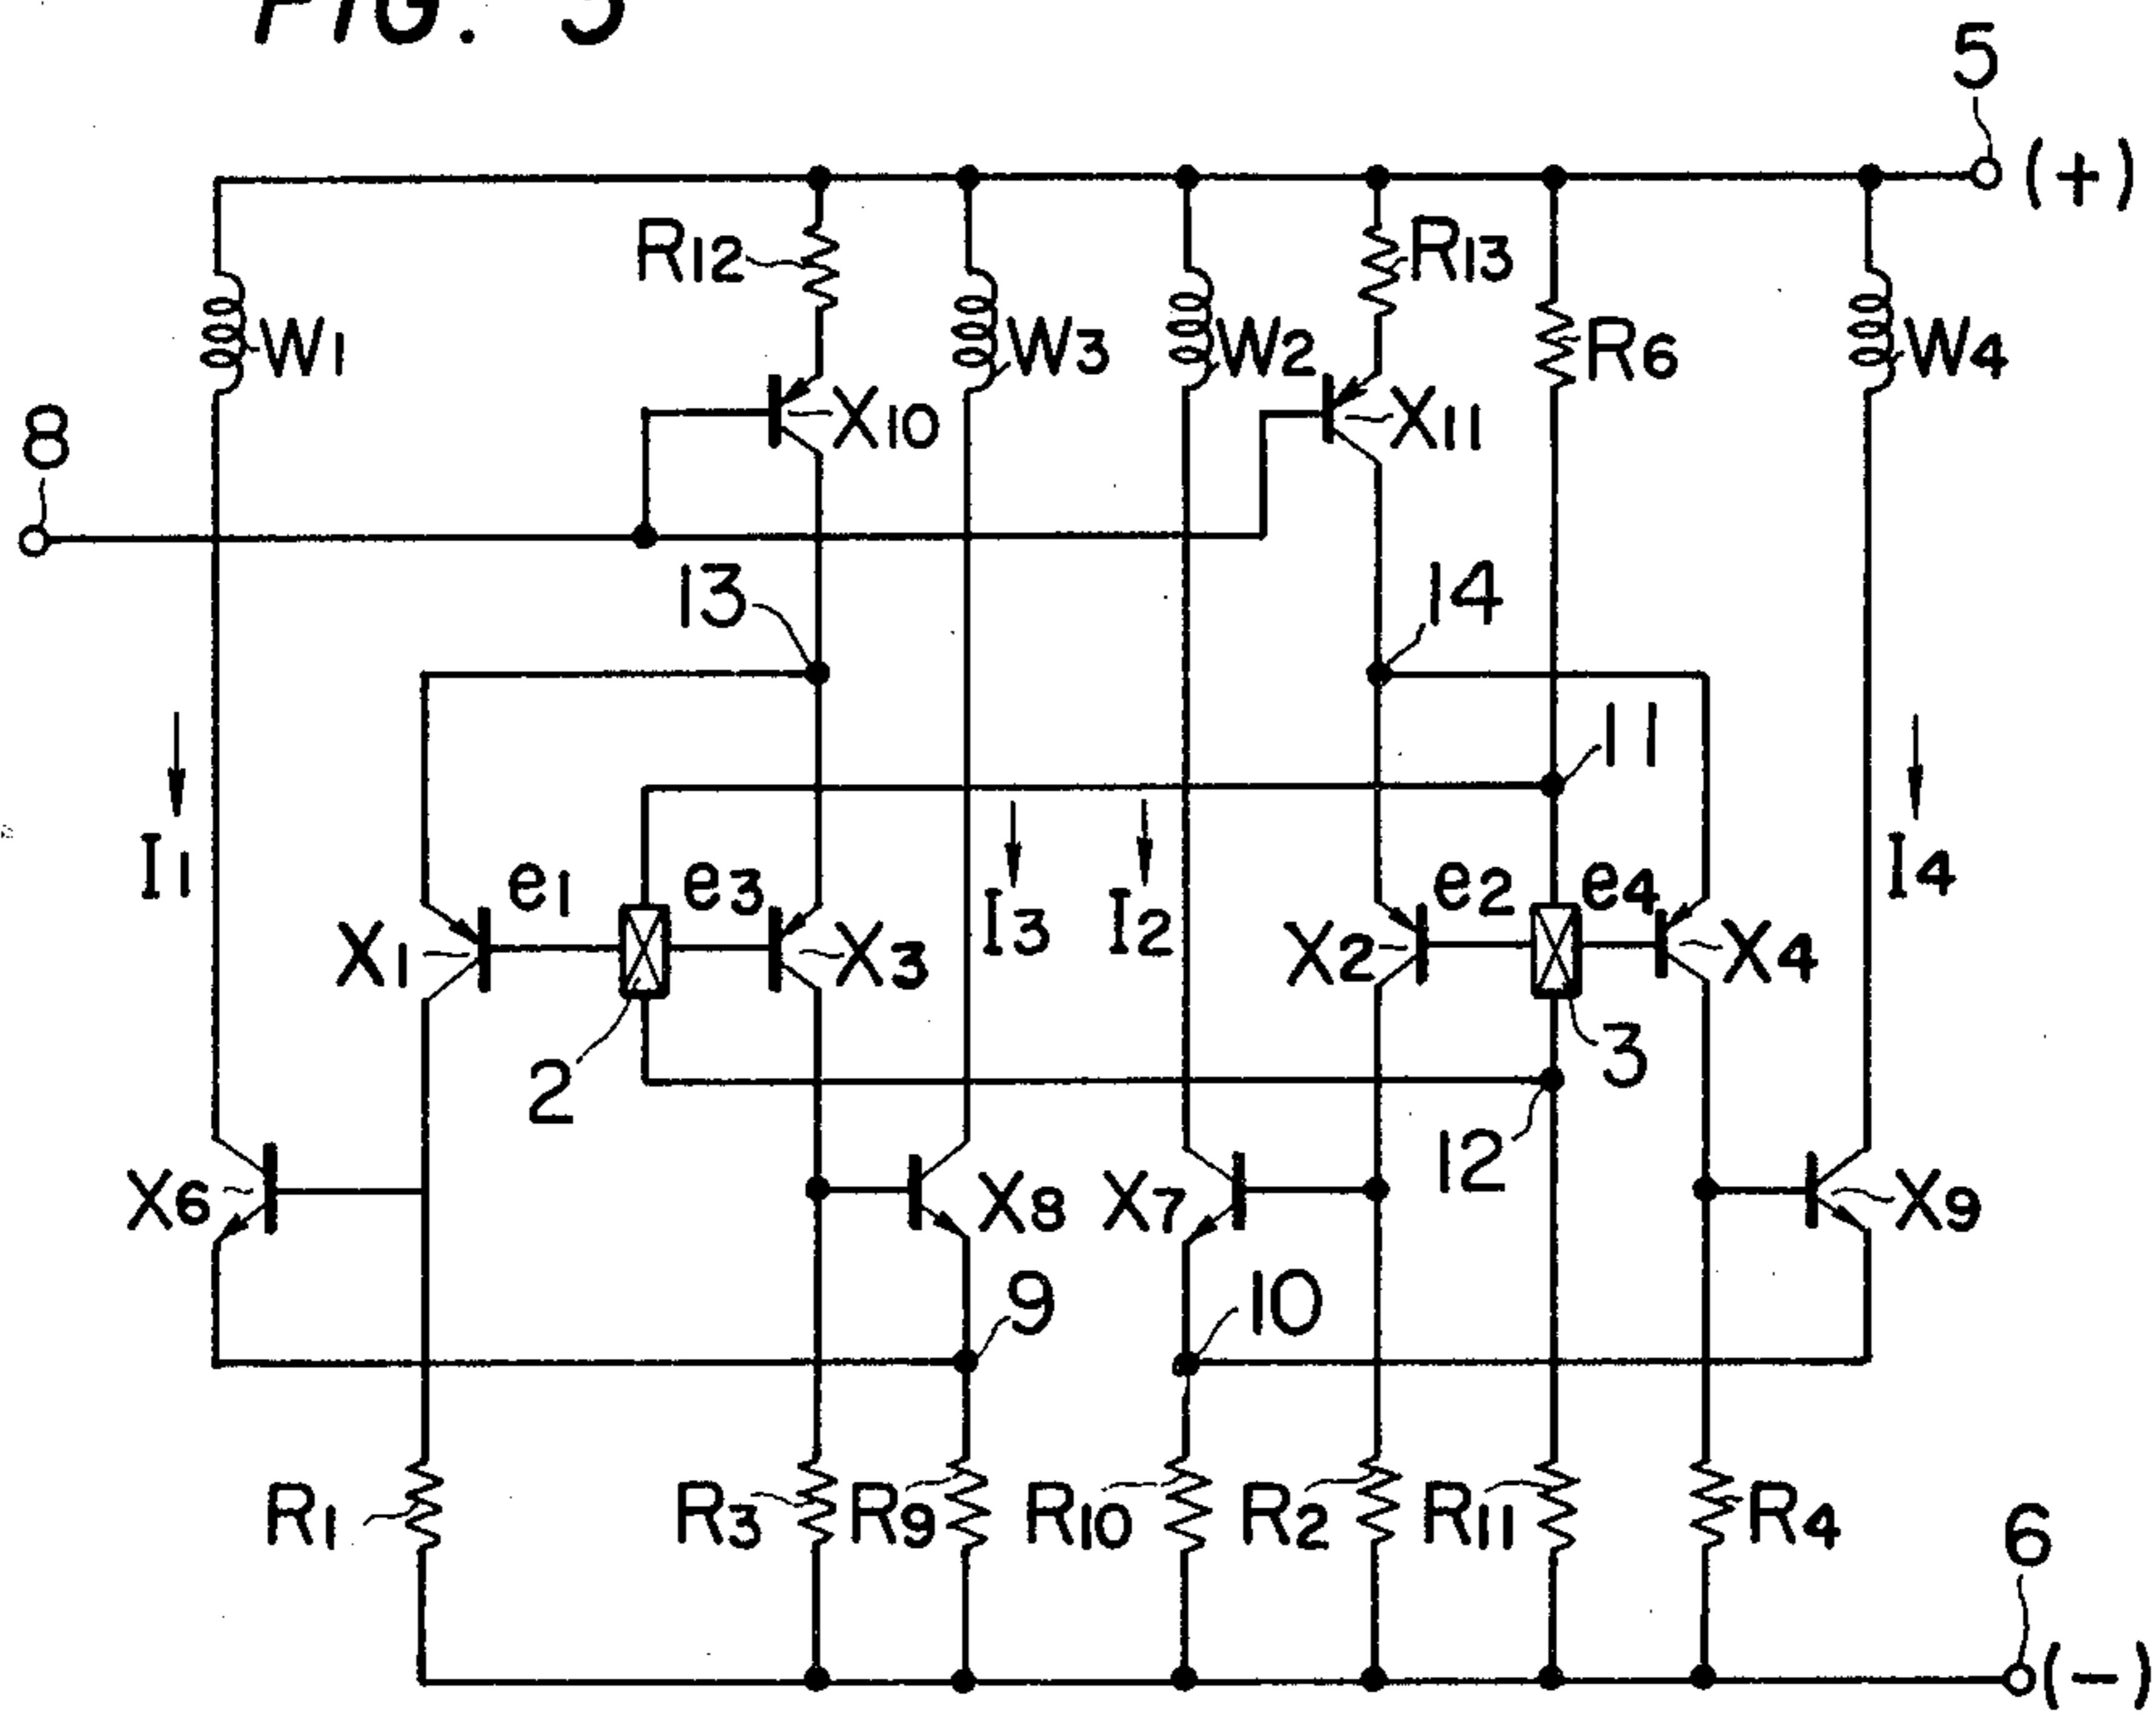 FIG. 5
5
(+)
R12
R13
W1
W3
W2
R6
W4
8
X10
X11
13
14
11
I1
e1
e3
I3
I2
e2
e4
I4
X1
X3
X2
X4
2
3
12
X6
X8
X7
X9
9
10
R1
R3
R9
R10
R2
R11
R4
6
(-)